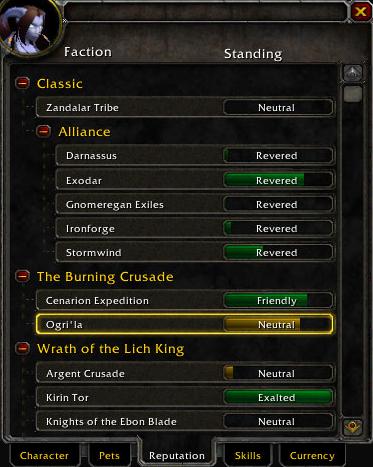 Faction Standing
Classic
Zandalar Tribe Neutral
Alliance
Darnassus Revered
Exodar Revered
Gnomeregan Exiles Revered
Ironforge Revered
Stormwind Revered
The Burning Crusade
Cenarion Expedition Friendly
Ogri'la Neutral
Wrath of the Lich King
Argent Crusade Neutral
Kirin Tor Exalted
Knights of the Ebon Blade Neutral
Character Pets Reputation Skills Currency